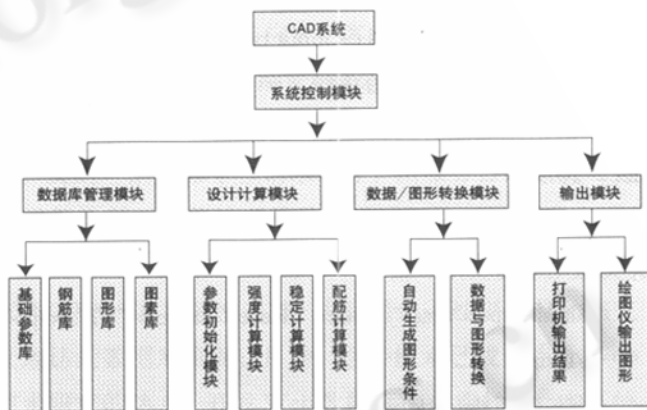 CAD系统
系统控制模块
数据库管理模块
设计计算模块
数据/图形转换模块
输出模块
基础参数库
钢筋库
图形库
图素库
参数初始化模块
强度计算模块
稳定计算模块
配筋计算模块
自动生成图形条件
数据与图形转换
打印机输出结果
绘图仪输出图形